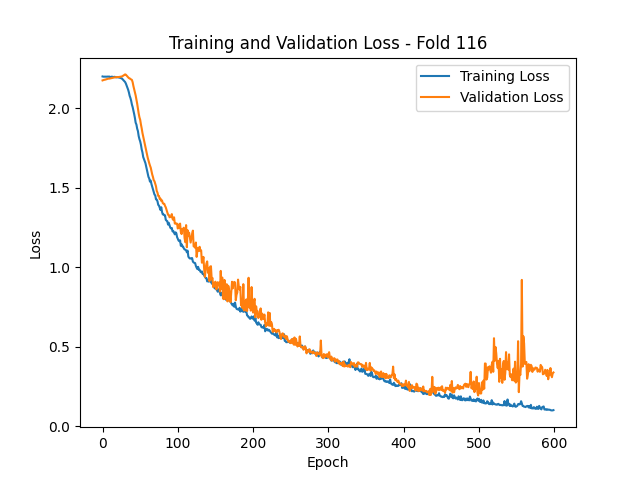 Training and Validation Loss - Fold 116
Training Loss
Validation Loss
2.0
1.5
1.0
0.5
0.0
Loss
0 100 200 300 400 500 600
Epoch